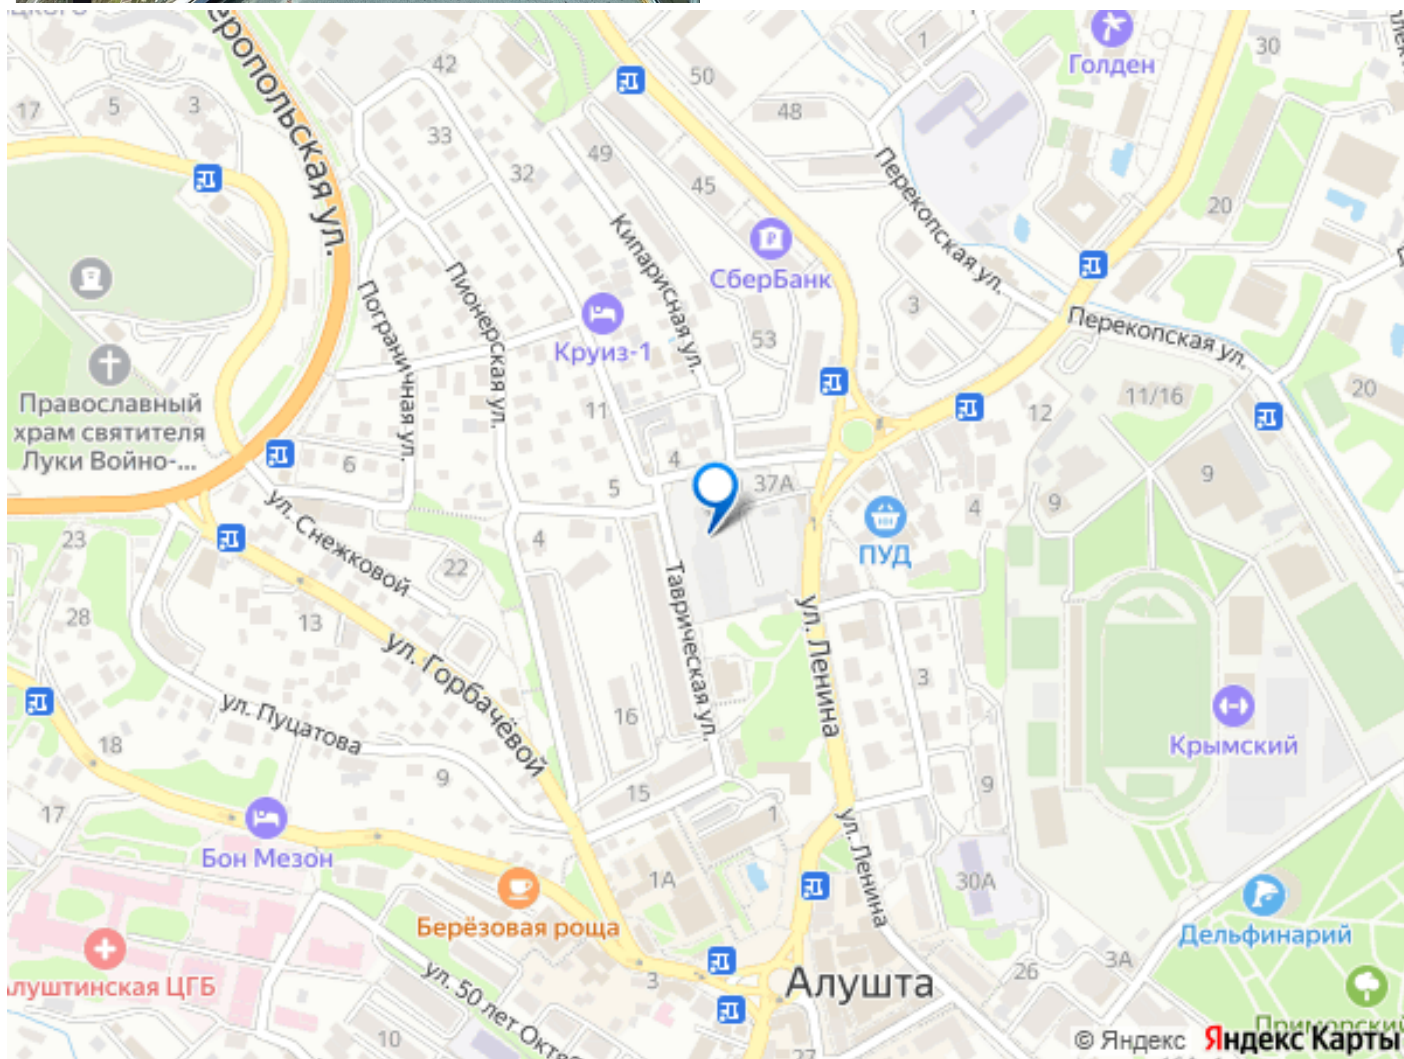 42
50
1
Голден
30
17
5
3
33
48
32
49
45
20
Перекопская ул.
Кипарисная ул.
СберБанк
Пионерская ул.
Пограничная ул.
3
53
Круиз-1
Перекопская ул.
Православный
храм святителя
Луки Войно-...
11
12
11/16
20
6
4
5
37А
9
9
4
ПУД
ул. Снежковой
23
22
4
28
13
Таврическая ул.
ул. Ленина
ул. Горбачёвой
3
ул. Пуцатова
16
Крымский
18
9
15
1
9
17
Бон Мезон
ул. Ленина
1А
30А
Берёзовая роща
Дельфинарий
3А
26
ул. 50 лет Октя
3
Алушта
10
27
© Яндекс Яндекс Карты